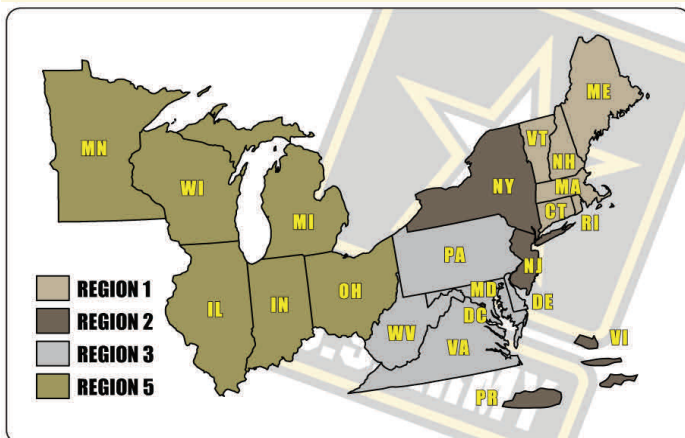 ME
VT
NH
MN
NY
MA
WI
CT
RI
MI
PA
NJ
REGION 1
OH
MD
DE
IL
IN
REGION 2
DC
WV
VA
VI
REGION 3
REGION 5
PR
U.S. ARMY